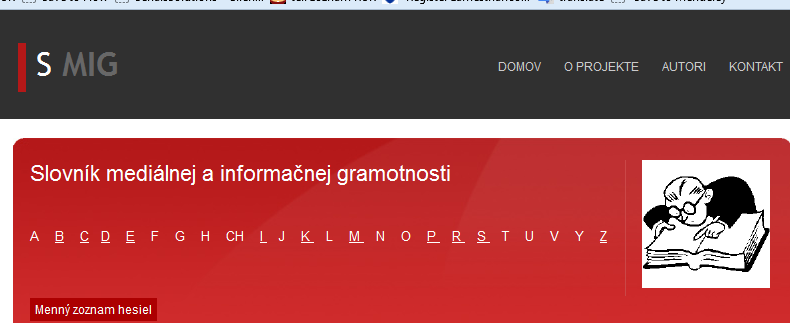 S MIG
DOMOV O PROJEKTE AUTORI KONTAKT
Slovník mediálnej a informačnej gramotnosti
A B C D E F G H CH I J K L M N O P R S T U V Y Z
Menný zoznam hesiel